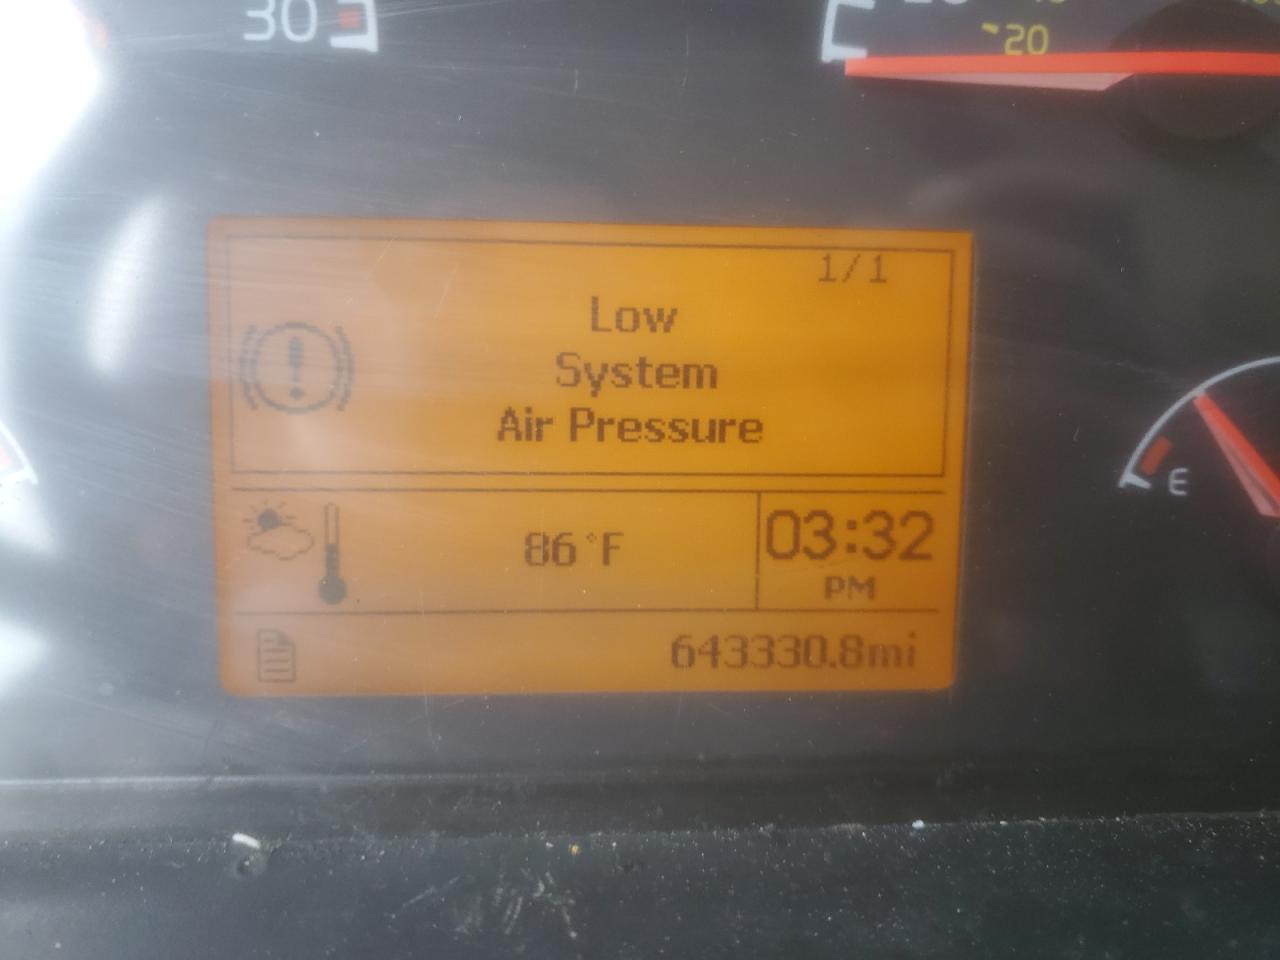 30
20
1/1
Low
System
Air Pressure
86°F
03:32
PM
E
643330.8mi